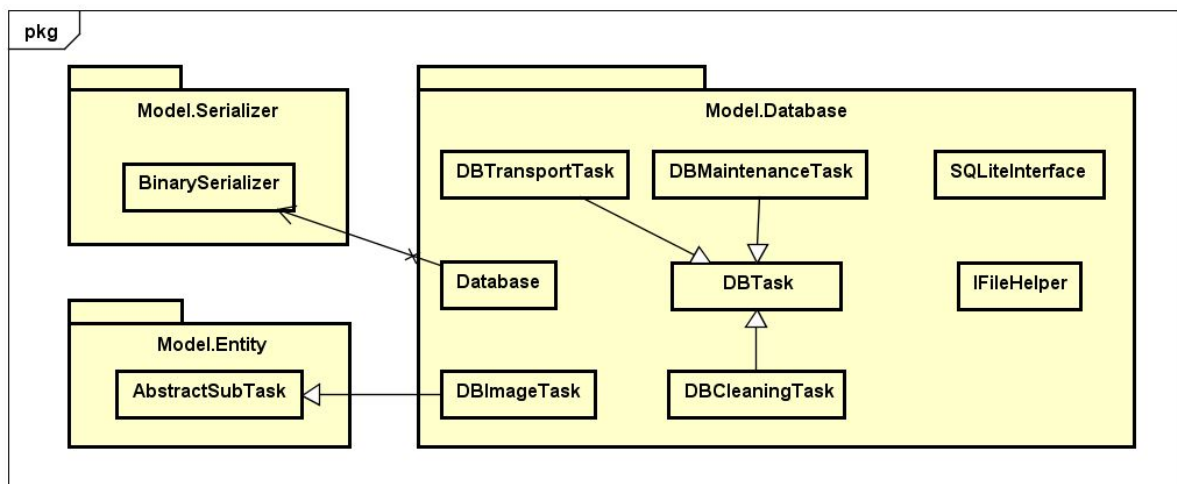 pkg
Model.Serializer
BinarySerializer
Model.Entity
AbstractSubTask
Model.Database
DBTransportTask
DBMaintenanceTask
SQLiteInterface
Database
DBTask
IFileHelper
DBImageTask
DBCleaningTask